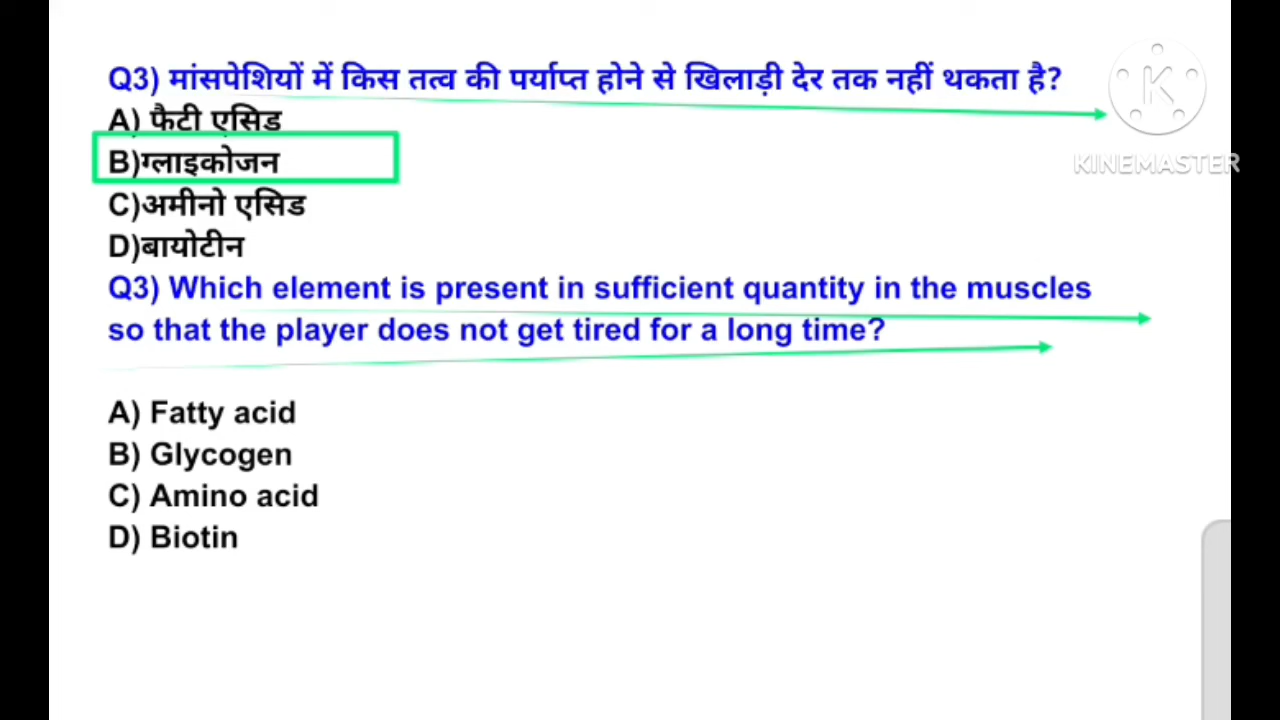 Q3) मांसपेशियों में किस तत्व की पर्याप्त होने से खिलाड़ी देर तक नहीं थकता है?
A) फैटी एसिड
B)ग्लाइकोजन
C)अमीनो एसिड
D)बायोटीन
Q3) Which element is present in sufficient quantity in the muscles
so that the player does not get tired for a long time?
A) Fatty acid
B) Glycogen
C) Amino acid
D) Biotin
K
KINEMASTER